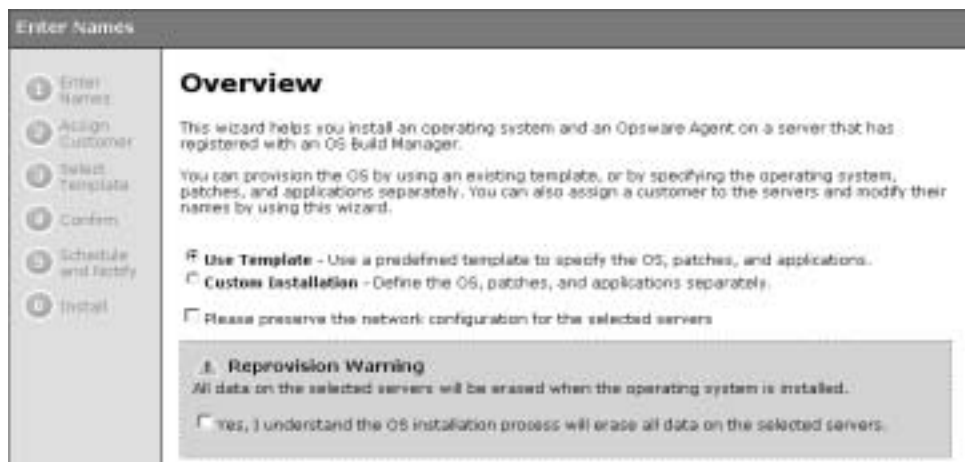 Enter Names
1 Enter
Names
2 Assign
Customer
3 Select
Template
4 Confirm
5 Schedule
and Notify
6 Install
Overview
This wizard helps you install an operating system and an Opsware Agent on a server that has
registered with an OS Build Manager.
You can provision the OS by using an existing template, or by specifying the operating system,
patches, and applications separately. You can also assign a customer to the servers and modify their
names by using this wizard.
Use Template - Use a predefined template to specify the OS, patches, and applications.
Custom Installation - Define the OS, patches, and applications separately.
Please preserve the network configuration for the selected servers
Reprovision Warning
All data on the selected servers will be erased when the operating system is installed.
Yes, I understand the OS installation process will erase all data on the selected servers.